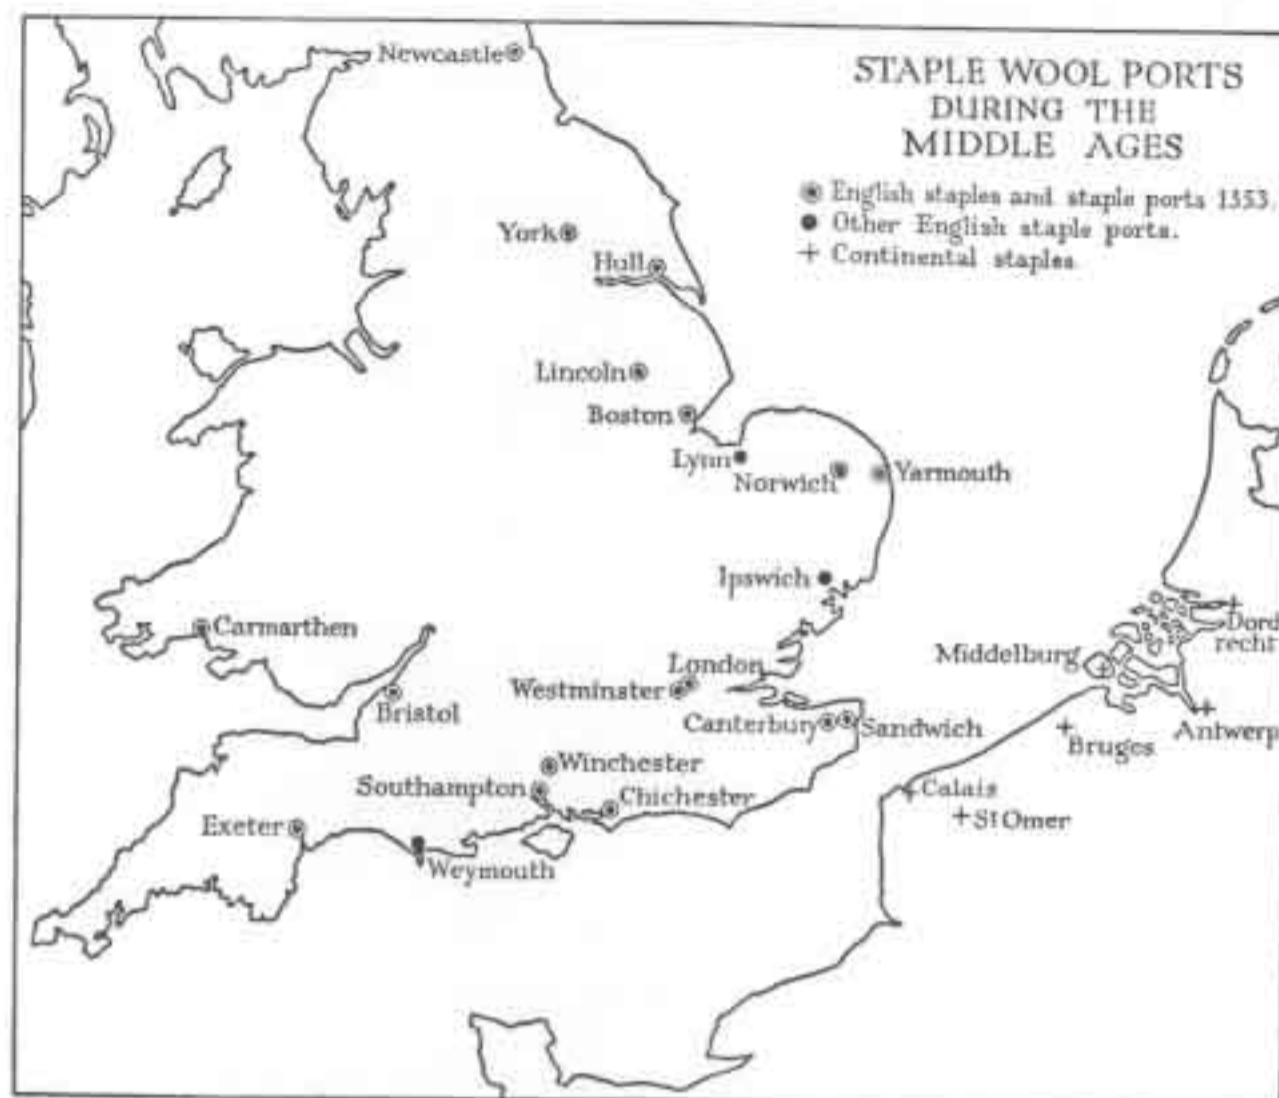 STAPLE WOOL PORTS
DURING THE
MIDDLE AGES
English staples and staple ports 1353.
Other English staple ports.
Continental staples
Newcastle
York
Hull
Lincoln
Boston
Lynn
Norwich
Yarmouth
Ipswich
Carmarthen
London
Westminster
Bristol
Canterbury
Sandwich
Winchester
Southampton
Chichester
Exeter
Weymouth
Dord
recht
Middelburg
Antwerp
Bruges
Calais
St Omer